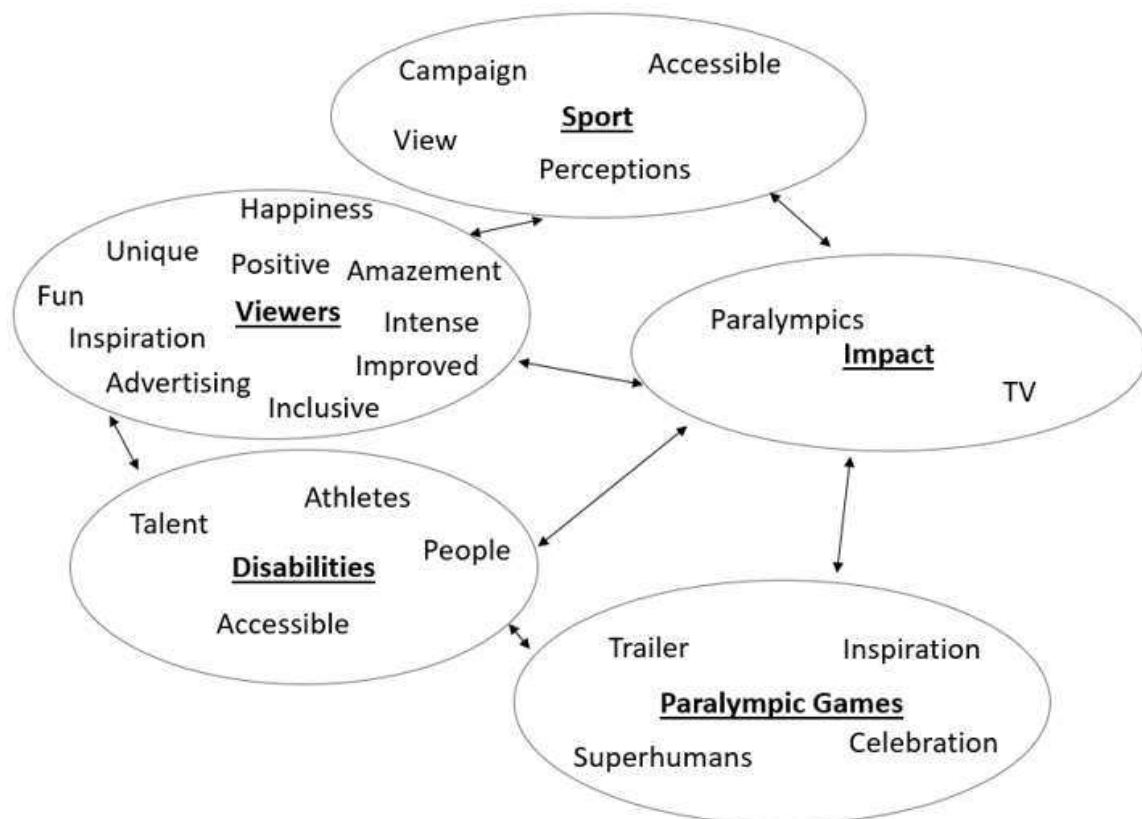 Campaign
Accessible
Sport
View
Perceptions
Happiness
Unique
Positive
Amazement
Fun
Viewers
Intense
Inspiration
Improved
Advertising
Inclusive
Paralympics
Impact
TV
Athletes
Talent
People
Disabilities
Accessible
Trailer
Inspiration
Paralympic Games
Superhumans
Celebration